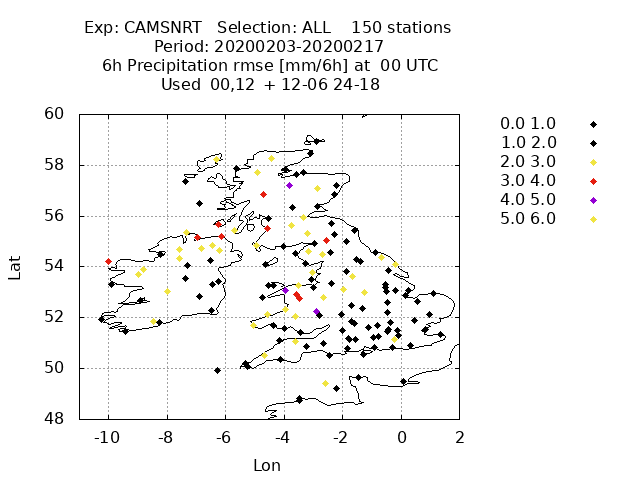 Exp: CAMSNRT   Selection: ALL    150 stations
Period: 20200203-20200217
6h Precipitation rmse [mm/6h] at  00 UTC
Used  00,12  + 12-06 24-18
60
58
56
54
52
50
48
Lat
-10 -8 -6 -4 -2 0 2
Lon
0.0 1.0
1.0 2.0
2.0 3.0
3.0 4.0
4.0 5.0
5.0 6.0